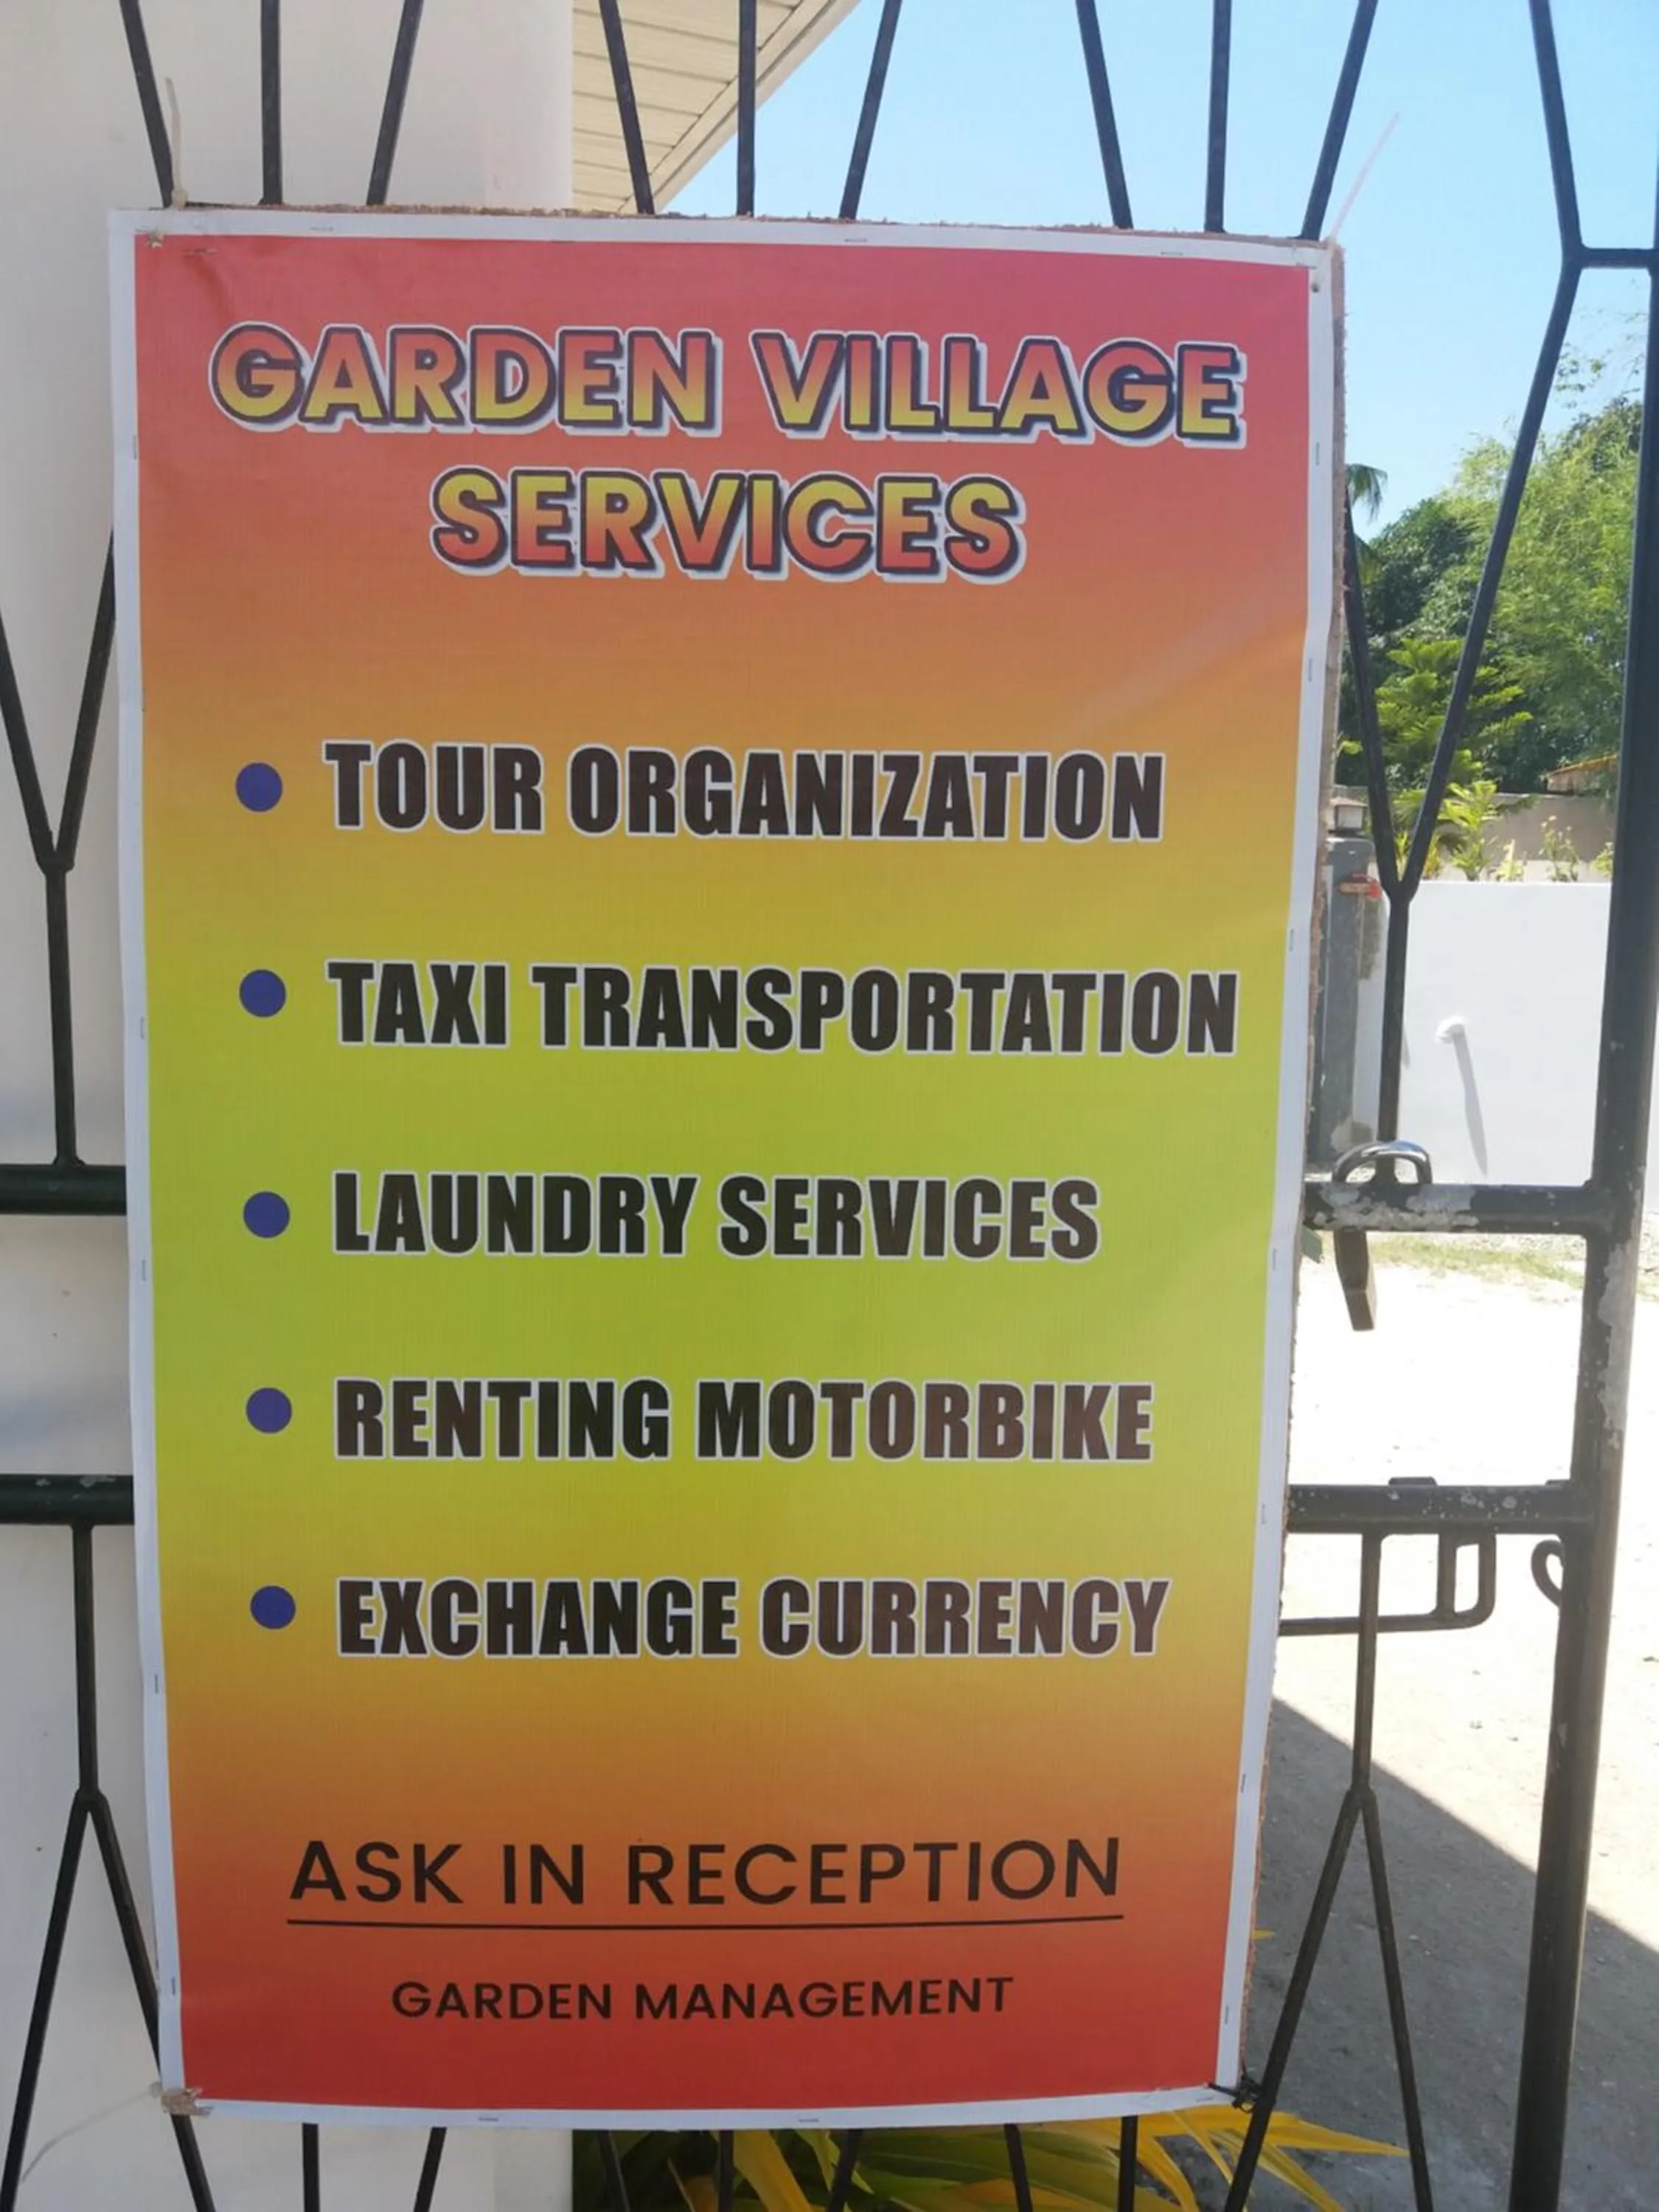 GARDEN VILLAGE
SERVICES
• TOUR ORGANIZATION
• TAXI TRANSPORTATION
• LAUNDRY SERVICES
• RENTING MOTORBIKE
• EXCHANGE CURRENCY
ASK IN RECEPTION
GARDEN MANAGEMENT